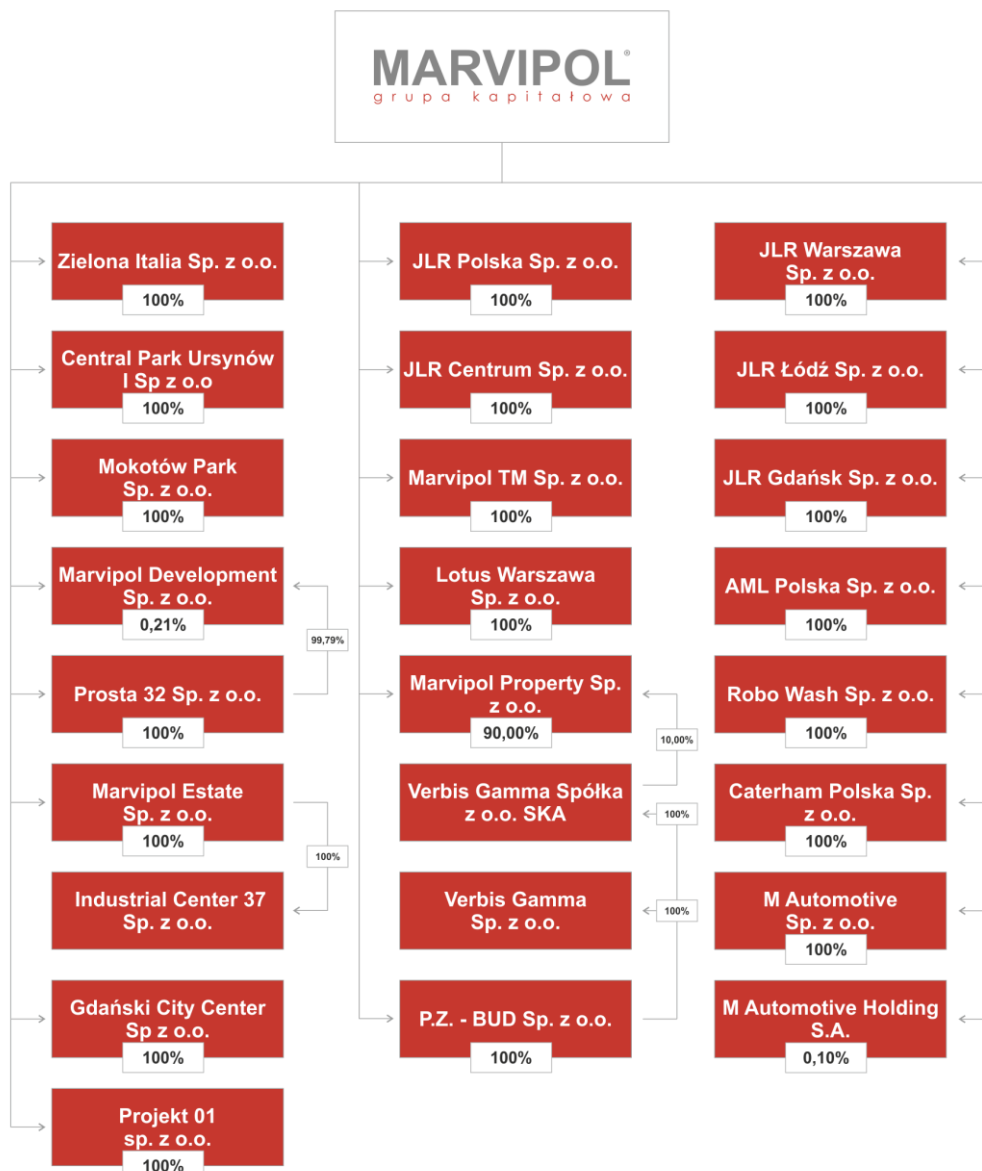 MARVIPOL®
grupa kapitałowa
Zielona Italia Sp. z o.o.
100%
Central Park Ursynów
I Sp z o.o
100%
Mokotów Park
Sp. z o.o.
100%
Marvipol Development
Sp. z o.o.
0,21%
99,79%
Prosta 32 Sp. z o.o.
100%
Marvipol Estate
Sp. z o.o.
100%
100%
Industrial Center 37
Sp. z o.o.
Gdański City Center
Sp z o.o.
100%
Projekt 01
sp. z o.o.
100%
JLR Polska Sp. z o.o.
100%
JLR Centrum Sp. z o.o.
100%
Marvipol TM Sp. z o.o.
100%
Lotus Warszawa
Sp. z o.o.
100%
Marvipol Property Sp.
z o.o.
90,00%
10,00%
Verbis Gamma Spółka
z o.o. SKA
100%
Verbis Gamma
Sp. z o.o.
100%
P.Z. - BUD Sp. z o.o.
100%
JLR Warszawa
Sp. z o.o.
100%
JLR Łódź Sp. z o.o.
100%
JLR Gdańsk Sp. z o.o.
100%
AML Polska Sp. z o.o.
100%
Robo Wash Sp. z o.o.
100%
Caterham Polska Sp.
z o.o.
100%
M Automotive
Sp. z o.o.
100%
M Automotive Holding
S.A.
0,10%